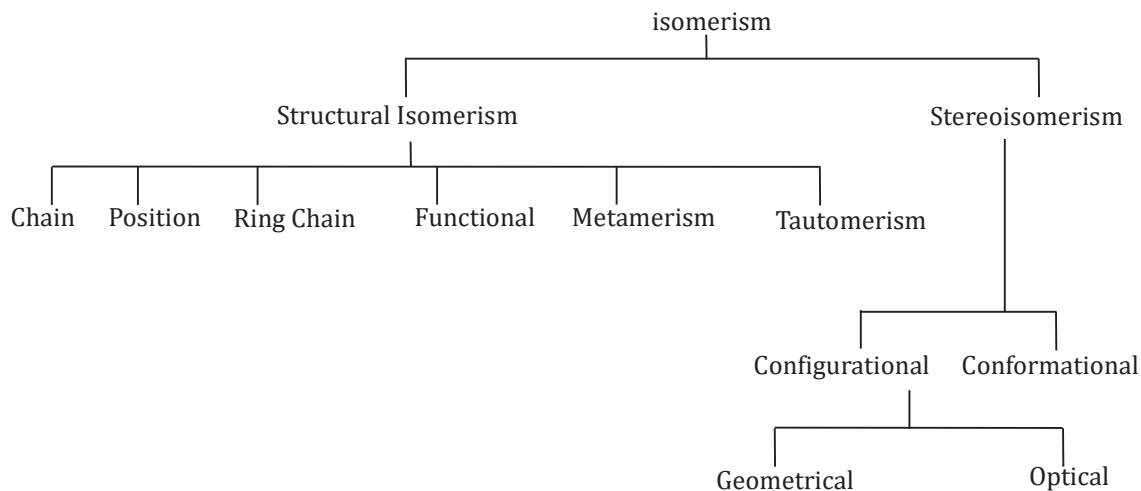 isomerism
Structural Isomerism
Stereoisomerism
Chain
Position
Ring Chain
Functional
Metamerism
Tautomerism
Configurational
Conformational
Geometrical
Optical